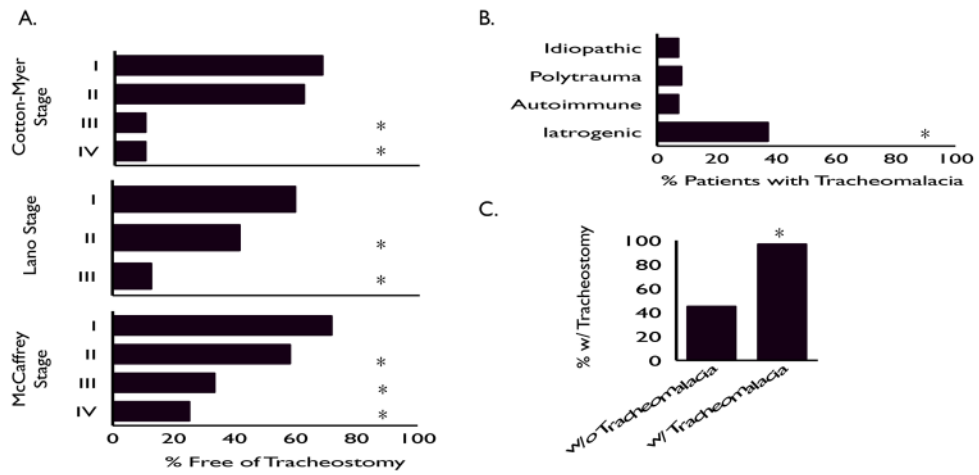 A.
Cotton-Myer
Stage
I
II
III *
IV *
Lano Stage
I
II *
III *
McCaffrey
Stage
I
II *
III *
IV *
0 20 40 60 80 100
% Free of Tracheostomy
B.
Idiopathic
Polytrauma
Autoimmune
Iatrogenic *
0 20 40 60 80 100
% Patients with Tracheomalacia
C.
% w/ Tracheostomy
*
100
80
60
40
20
0
w/o Tracheomalacia
w/ Tracheomalacia